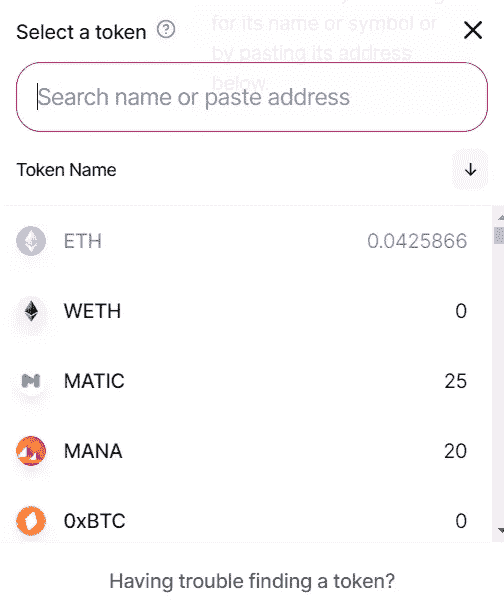 for its name or symbol or
Select a token ?
by pasting its address
below.
Search name or paste address
Token Name
ETH 0.0425866
WETH 0
MATIC 25
MANA 20
0xBTC 0
Having trouble finding a token?